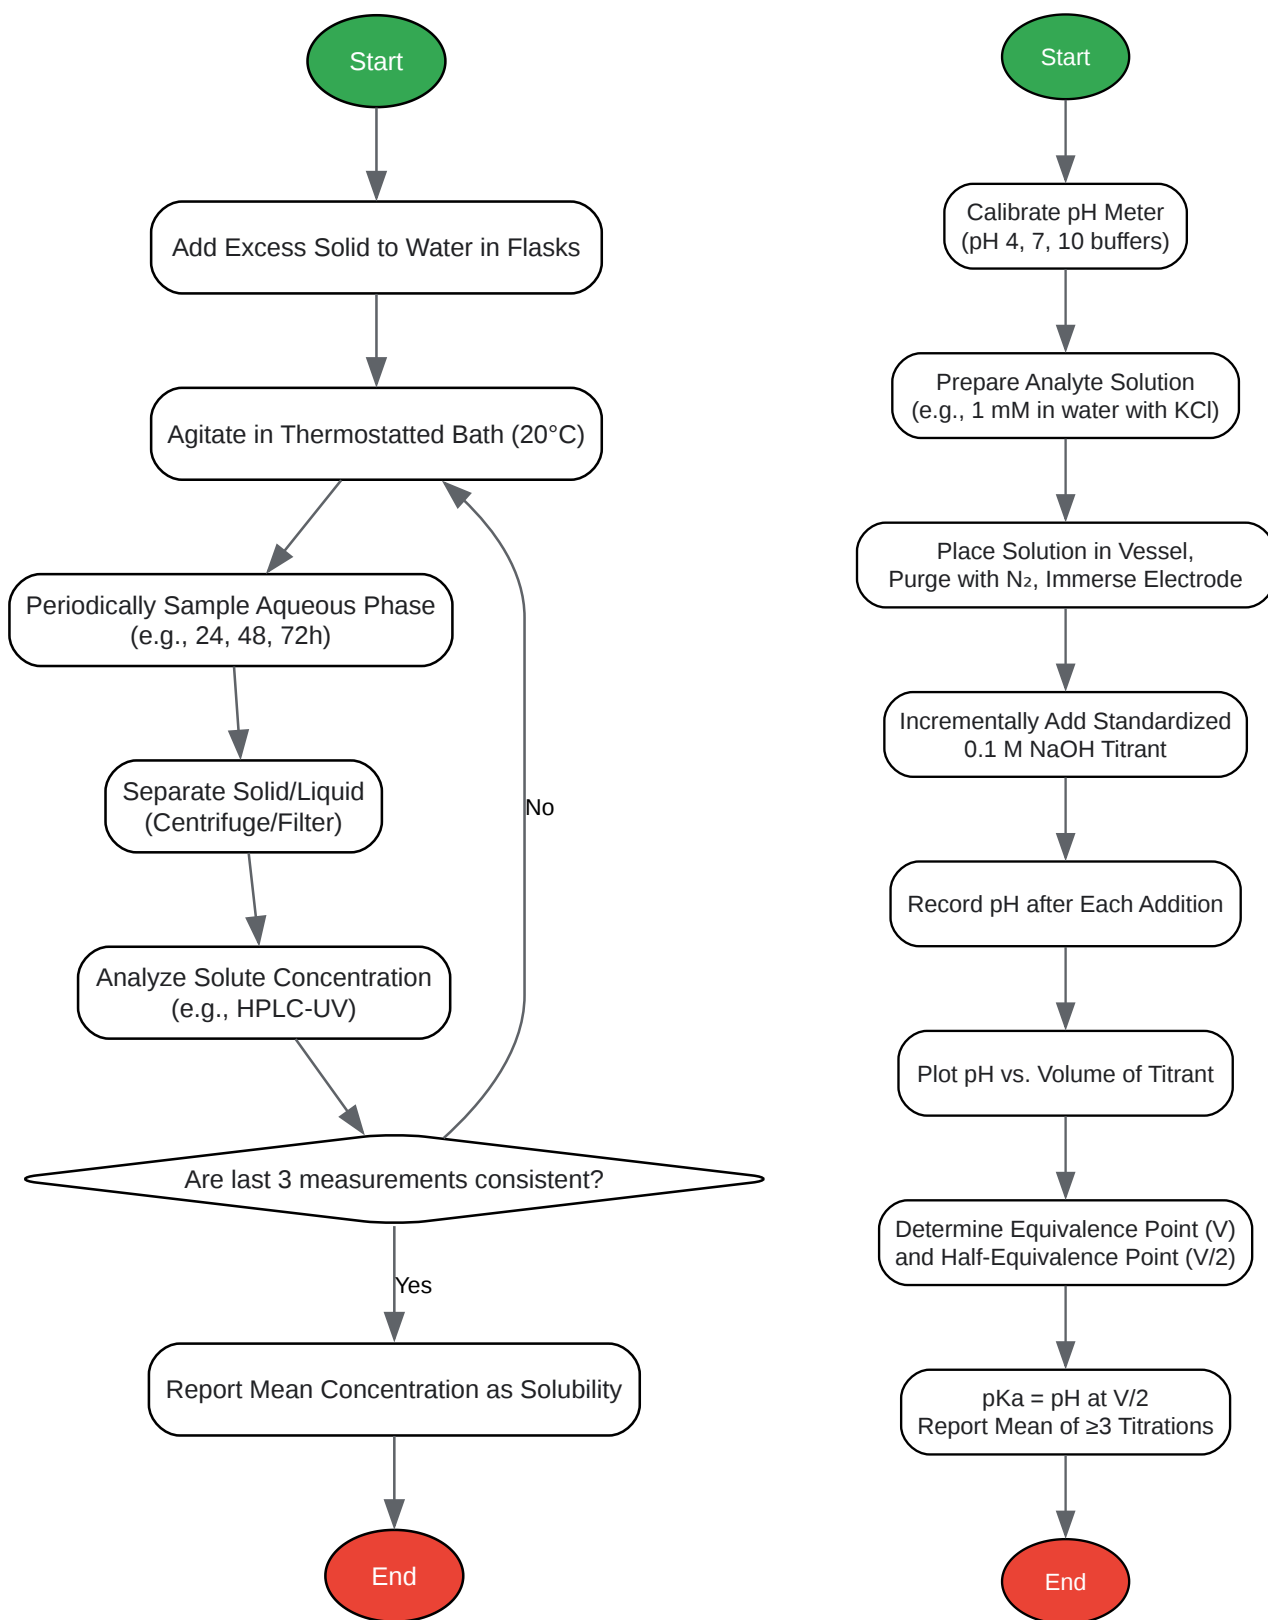 Start
Add Excess Solid to Water in Flasks
Agitate in Thermostatted Bath (20°C)
Periodically Sample Aqueous Phase
(e.g., 24, 48, 72h)
Separate Solid/Liquid
(Centrifuge/Filter)
No
Analyze Solute Concentration
(e.g., HPLC-UV)
Are last 3 measurements consistent?
Yes
Report Mean Concentration as Solubility
End
Start
Calibrate pH Meter
(pH 4, 7, 10 buffers)
Prepare Analyte Solution
(e.g., 1 mM in water with KCl)
Place Solution in Vessel,
Purge with N₂, Immerse Electrode
Incrementally Add Standardized
0.1 M NaOH Titrant
Record pH after Each Addition
Plot pH vs. Volume of Titrant
Determine Equivalence Point (V)
and Half-Equivalence Point (V/2)
pKa = pH at V/2
Report Mean of ≥3 Titrations
End